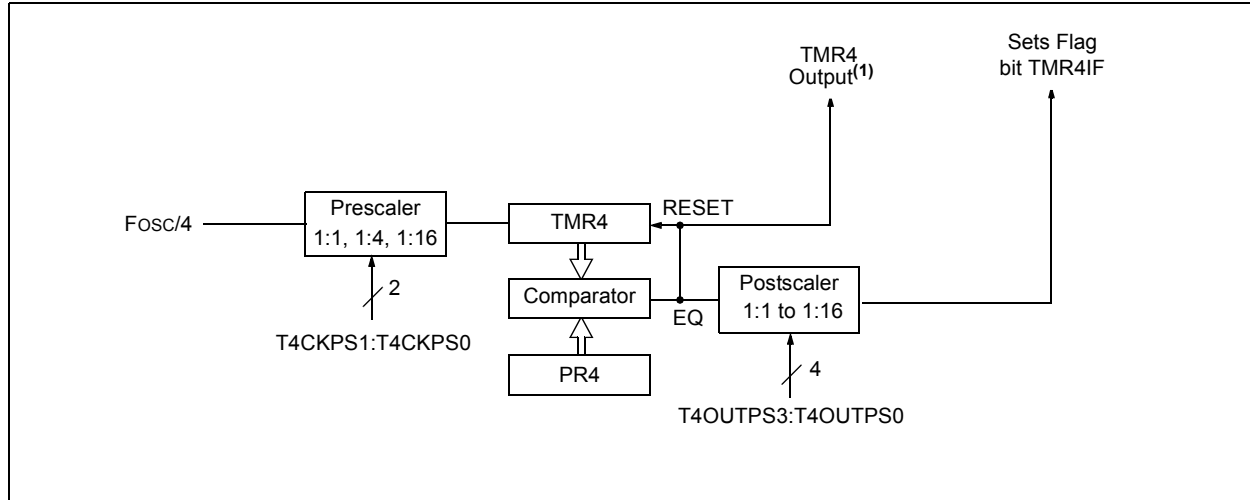 TMR4
Output(1)
Sets Flag
bit TMR4IF
FOSC/4
Prescaler
1:1, 1:4, 1:16
TMR4
RESET
2
T4CKPS1:T4CKPS0
Comparator
EQ
Postscaler
1:1 to 1:16
PR4
4
T4OUTPS3:T4OUTPS0